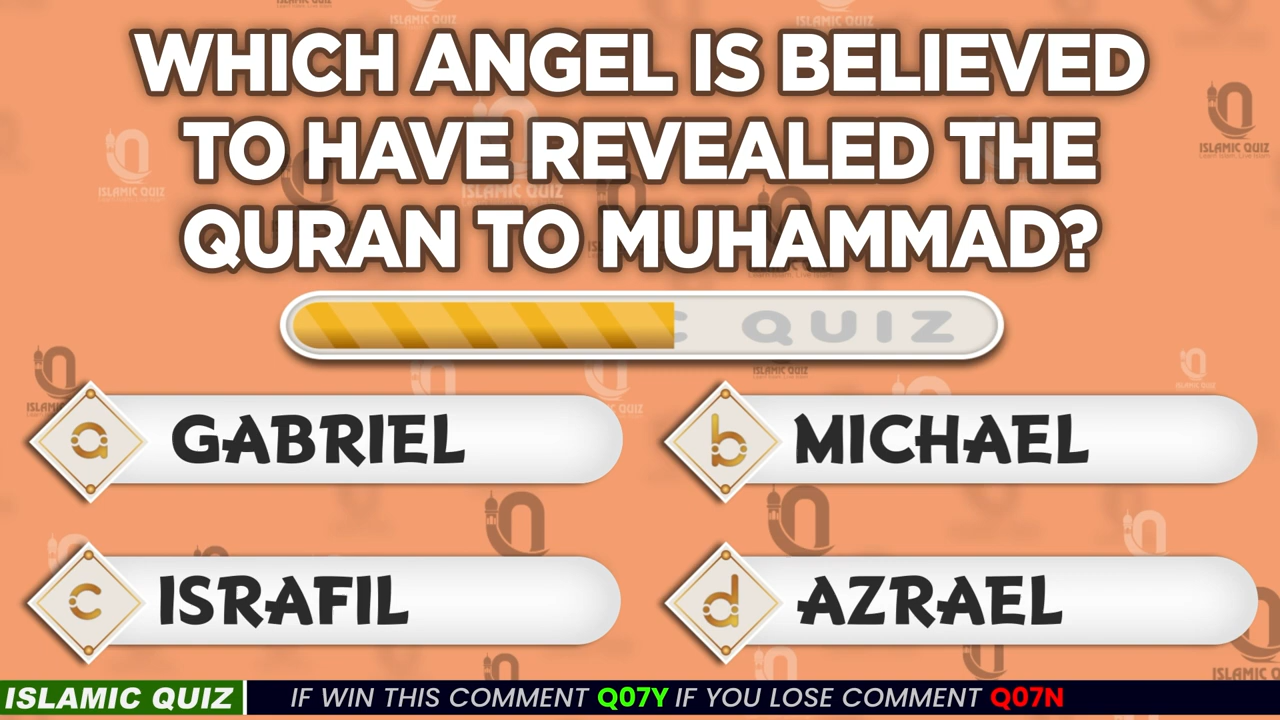 WHICH ANGEL IS BELIEVED
TO HAVE REVEALED THE
QURAN TO MUHAMMAD?
C QUIZ
a GABRIEL
b MICHAEL
c ISRAFIL
d AZRAEL
ISLAMIC QUIZ
IF WIN THIS COMMENT Q07Y IF YOU LOSE COMMENT Q07N